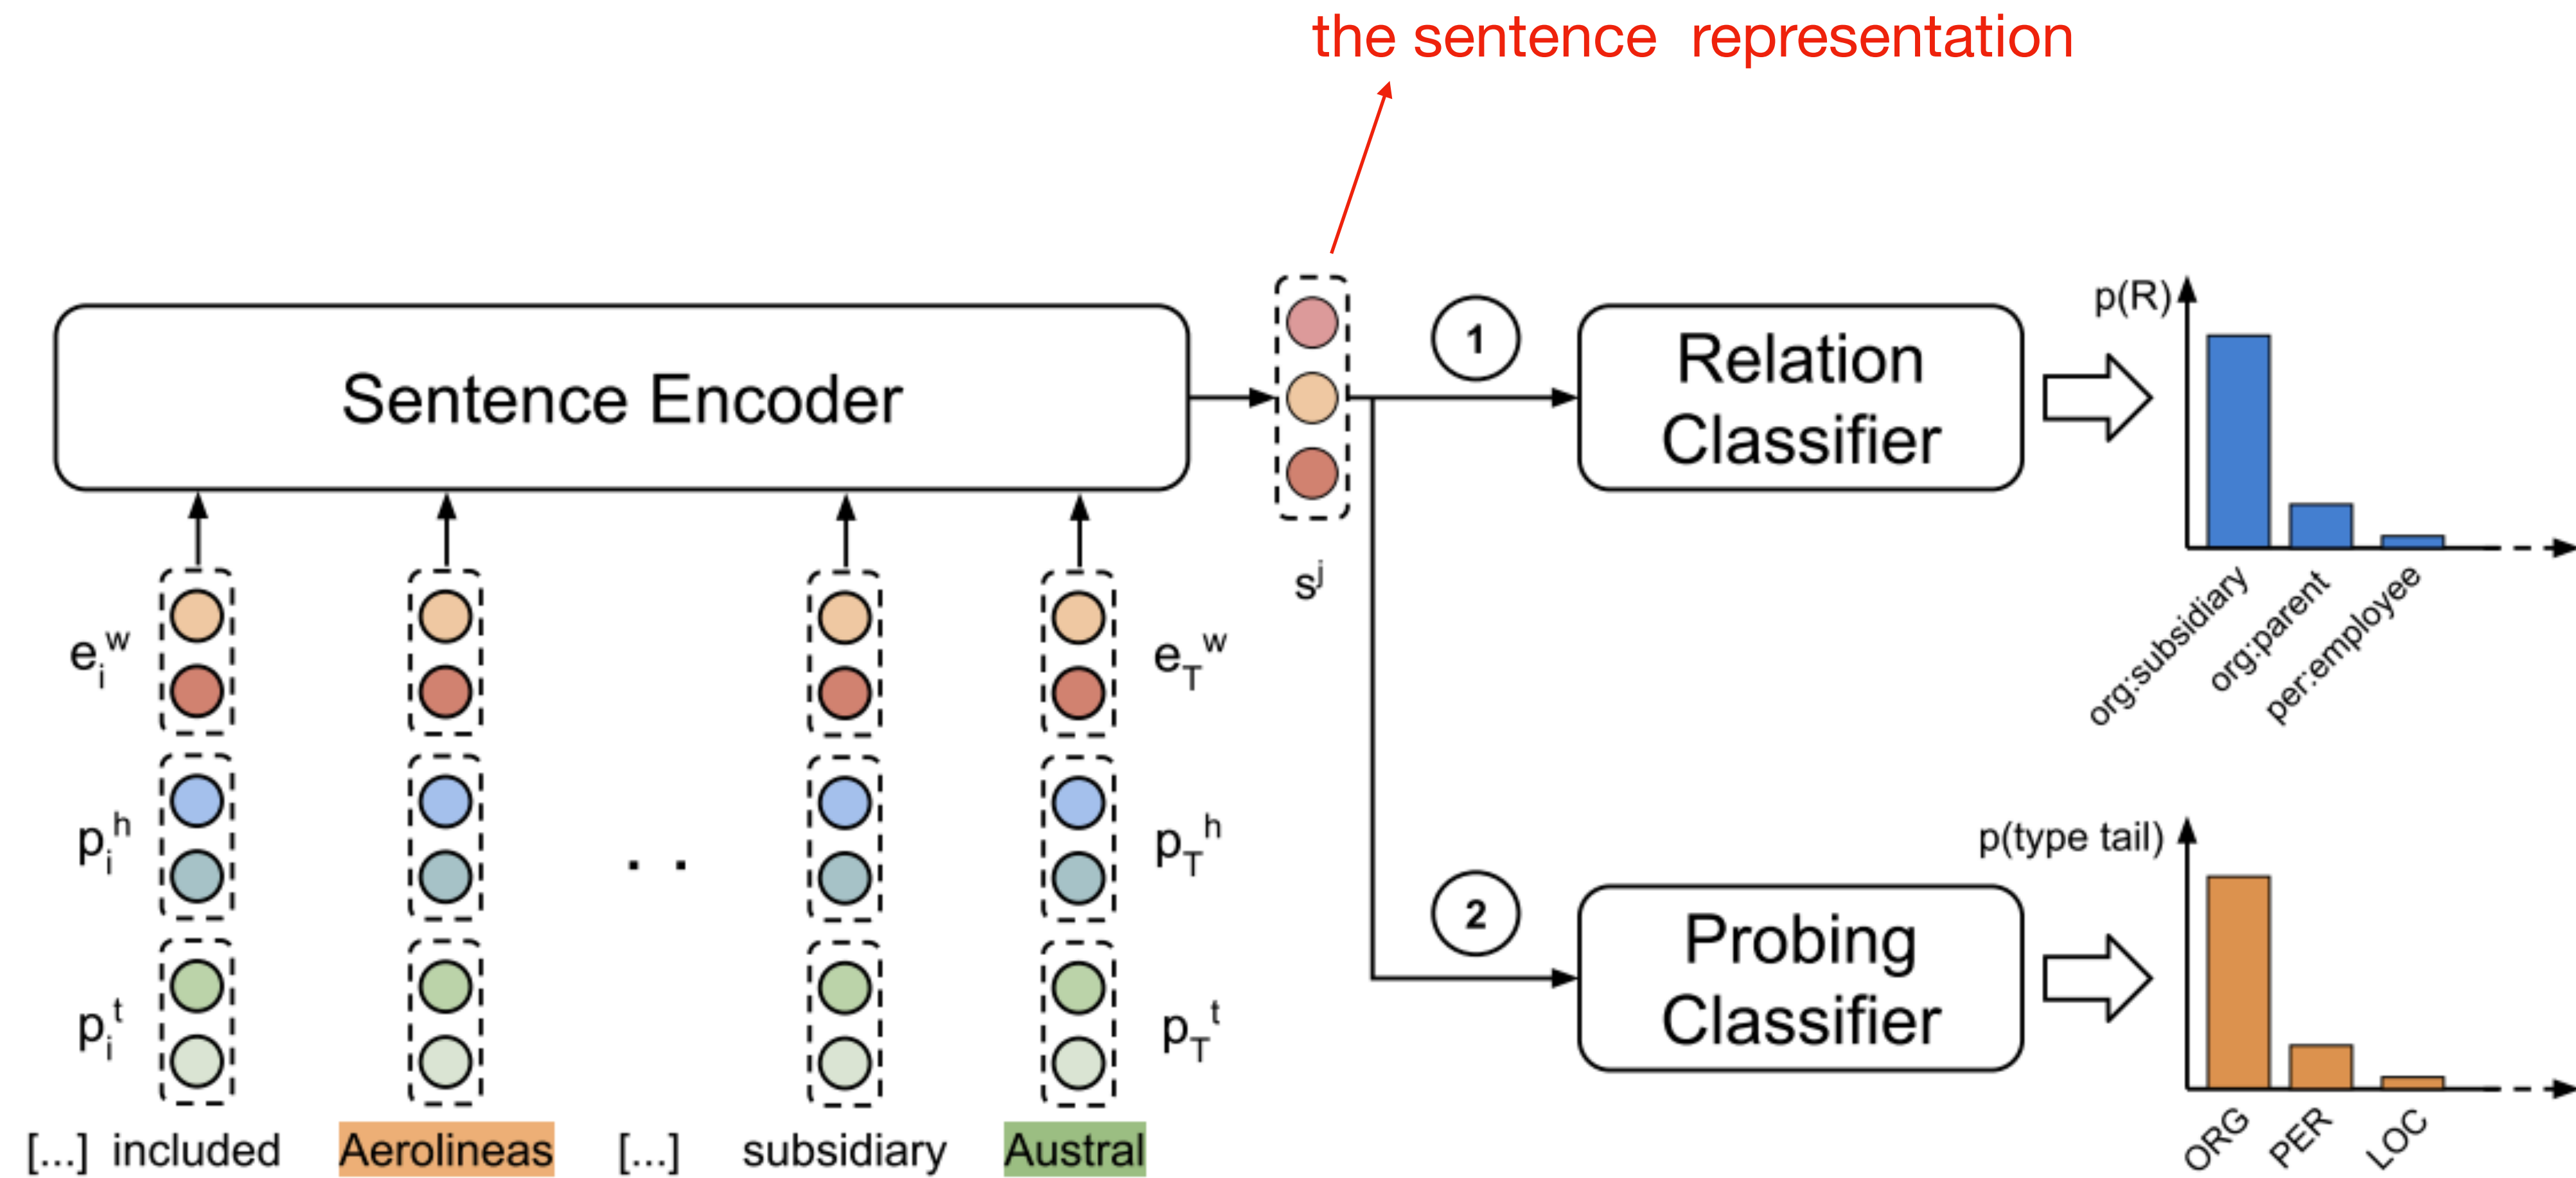 the sentence representation
Sentence Encoder
1
Relation
Classifier
p(R)
org:subsidiary
org:parent
per:employee
s^j
e_i^w
e_T^w
p_i^h
. .
p_T^h
p_i^t
p_T^t
2
Probing
Classifier
p(type tail)
ORG
PER
LOC
[...] included Aerolineas [...] subsidiary Austral